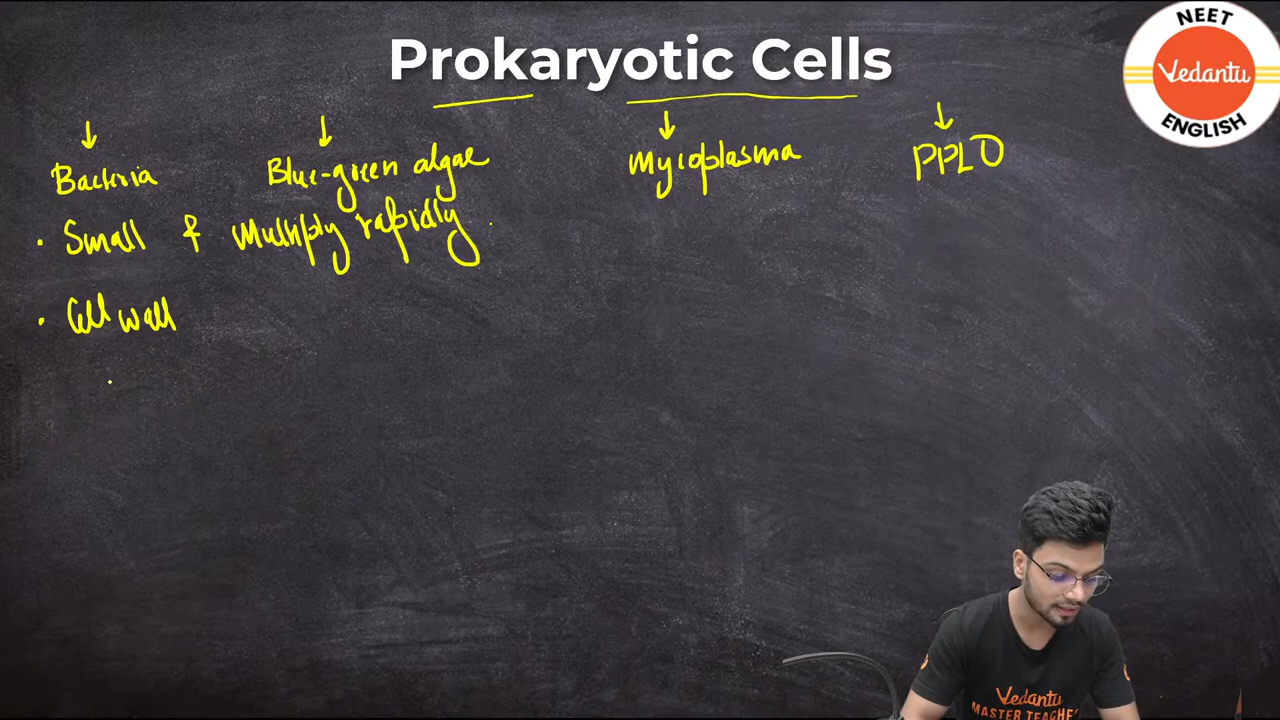 Prokaryotic Cells
NEET
Vedantu
ENGLISH
Bacteria Blue-green algae Mycoplasma PPLO
• Small & Multiply rapidly.
• Cell wall
Vedantu
MASTER TEACHER